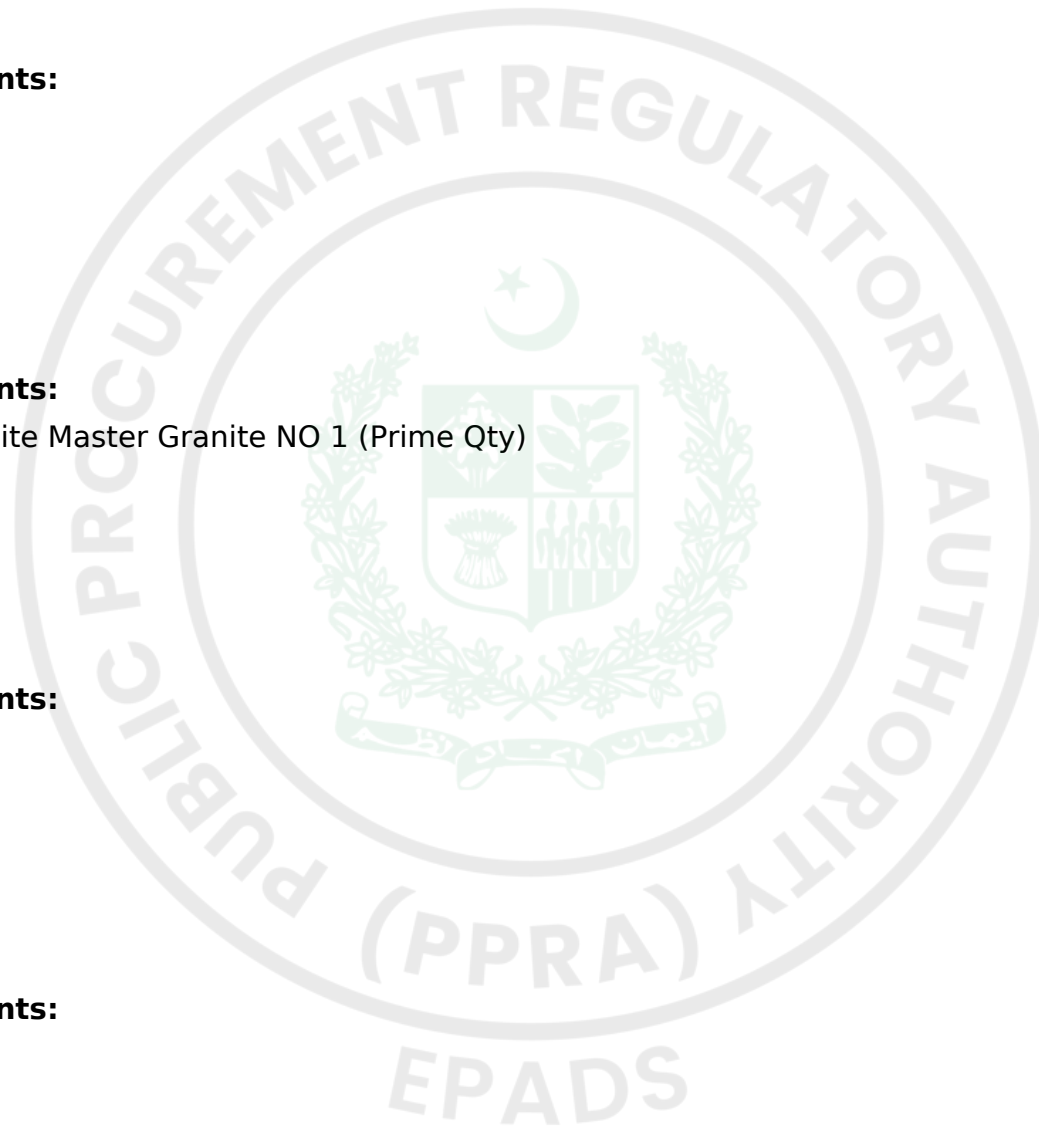 nts:
nts:
ite Master Granite NO 1 (Prime Qty)
nts:
nts:
PUBLIC PROCUREMENT REGULATORY AUTHORITY
(PPRA)
EPADS